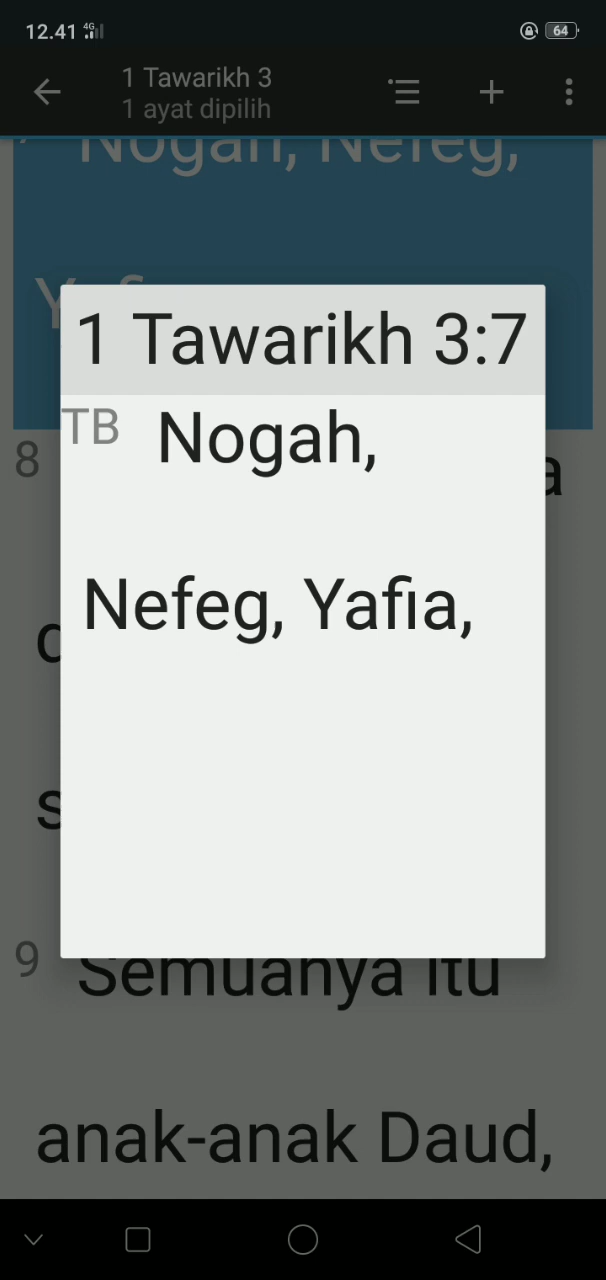 12.41 4G 64
1 Tawarikh 3
1 ayat dipilih
Nogah, Nefeg,
1 Tawarikh 3:7
TB Nogah,
8
Nefeg, Yafia,
9 Semuanya itu
anak-anak Daud,